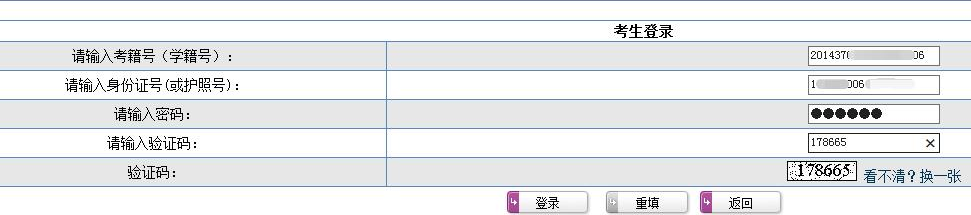 考生登录
请输入考籍号（学籍号）： 201437 06
请输入身份证号(或护照号)： 1 006
请输入密码： ●●●●●●
请输入验证码： 178665 ×
验证码： 178665 看不清？换一张
登录 重填 返回